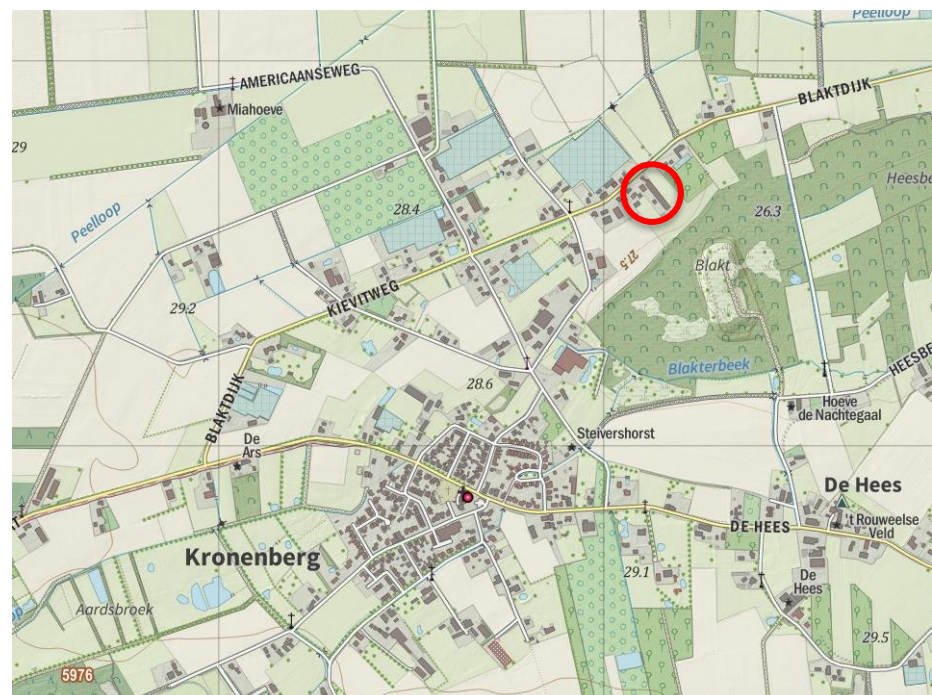 Peelloop
AMERICAANSEWEG
Miahoeve
BLAKTDIJK
29
Heesbe
28.4
26.3
Peelloop
27.5
Blakt
29.2
KIEVITWEG
Blakterbeek
HEESBE
28.6
BLAKTDIJK
Hoeve
de Nachtegaal
De
Ars
Steivershorst
De Hees
't Rouweelse
Veld
DE HEES
Kronenberg
29.1
De
Hees
Aardsbroek
29.5
5976